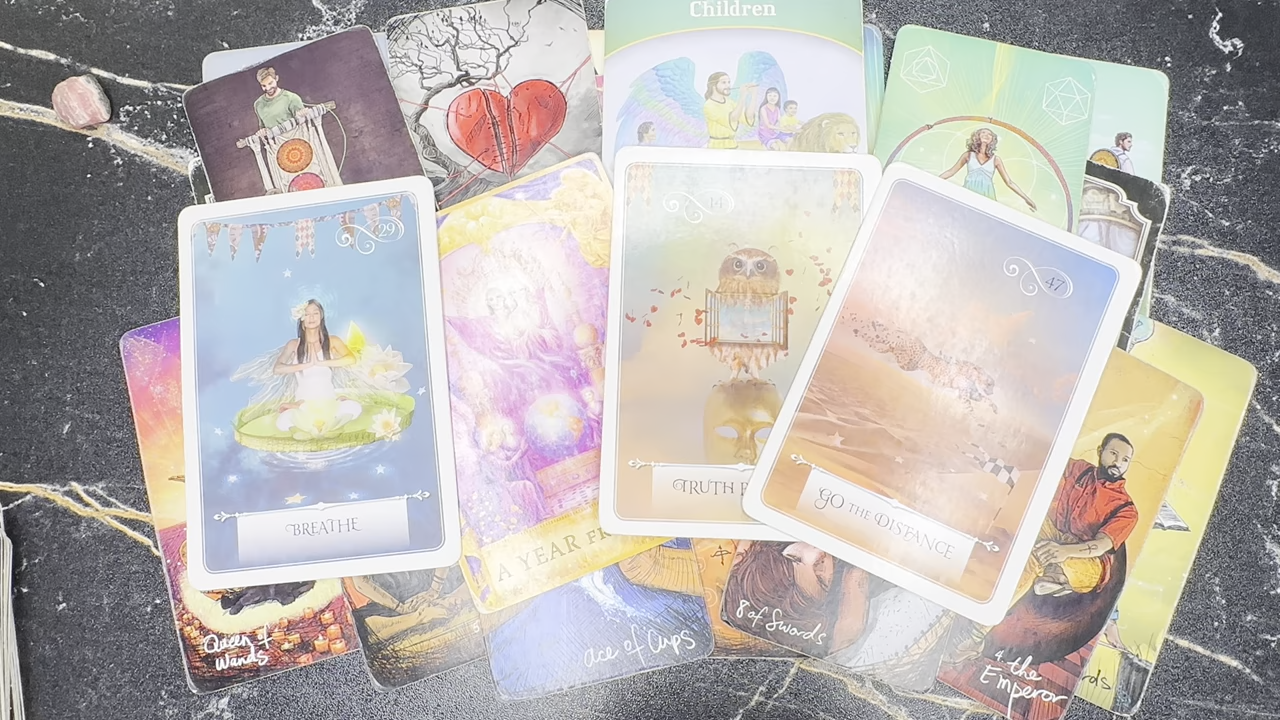 Children
29
14
47
BREATHE
TRUTH
GO THE DISTANCE
A YEAR
8 of Swords
Queen of
Wands
ace of Cups
4. the
Emperor
rds